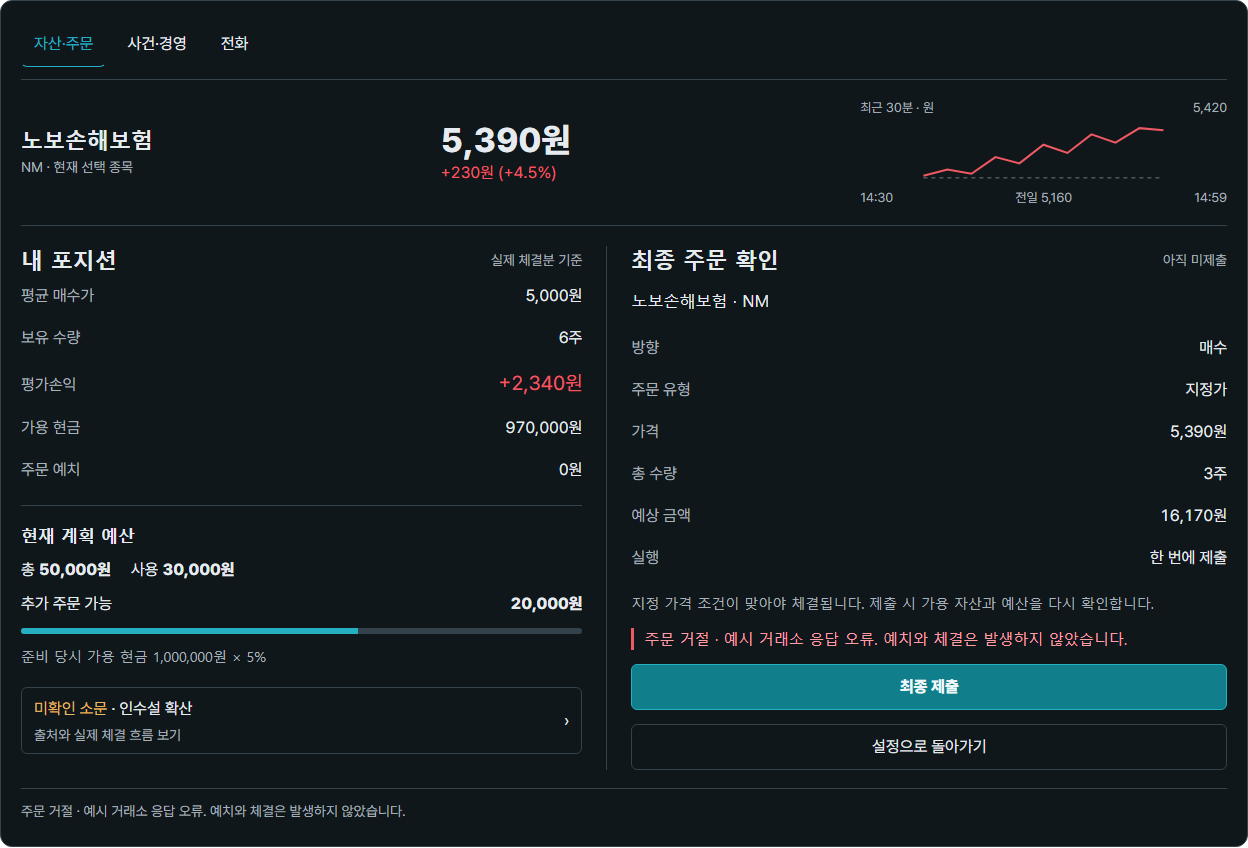 자산·주문 사건·경영 전화
노보손해보험
NM · 현재 선택 종목
5,390원
+230원 (+4.5%)
최근 30분 · 원 5,420
14:30 전일 5,160 14:59
내 포지션 실제 체결분 기준
평균 매수가 5,000원
보유 수량 6주
평가손익 +2,340원
가용 현금 970,000원
주문 예치 0원
현재 계획 예산
총 50,000원 사용 30,000원
추가 주문 가능 20,000원
준비 당시 가용 현금 1,000,000원 × 5%
미확인 소문 · 인수설 확산
출처와 실제 체결 흐름 보기
›
최종 주문 확인 아직 미제출
노보손해보험 · NM
방향 매수
주문 유형 지정가
가격 5,390원
총 수량 3주
예상 금액 16,170원
실행 한 번에 제출
지정 가격 조건이 맞아야 체결됩니다. 제출 시 가용 자산과 예산을 다시 확인합니다.
주문 거절 · 예시 거래소 응답 오류. 예치와 체결은 발생하지 않았습니다.
최종 제출
설정으로 돌아가기
주문 거절 · 예시 거래소 응답 오류. 예치와 체결은 발생하지 않았습니다.